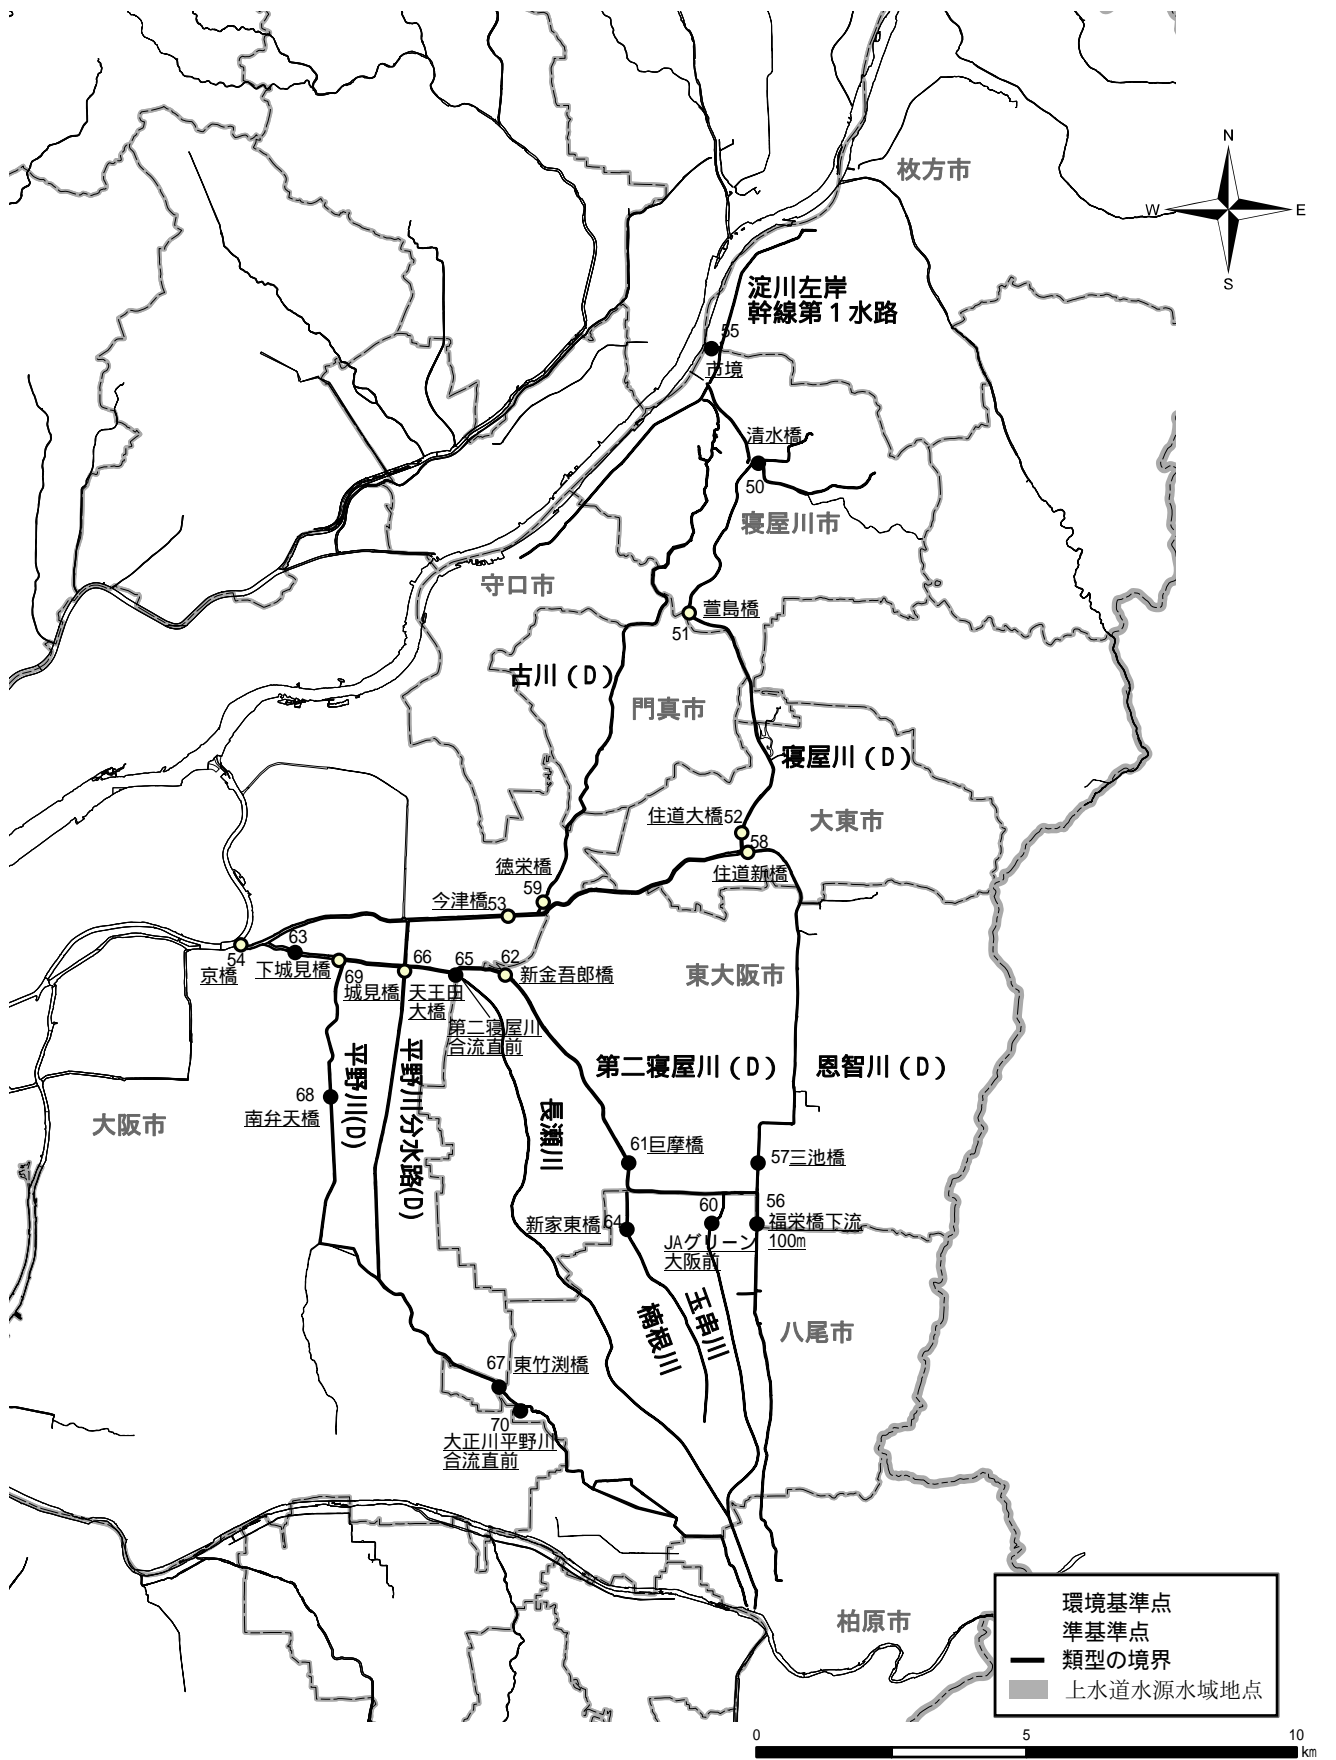 N
W
E
S
枚方市
淀川左岸
幹線第1水路
55
市境
清水橋
50
寝屋川市
守口市
萱島橋
51
古川(D)
門真市
寝屋川(D)
住道大橋52
大東市
58
住道新橋
徳栄橋
59
今津橋53
63
54
京橋
下城見橋
69
城見橋
66
天王田
大橋
65
62
新金吾郎橋
東大阪市
第二寝屋川
合流直前
平野川(D)
平野川分水路(D)
第二寝屋川(D)
恩智川(D)
68
南弁天橋
大阪市
長瀬川
61巨摩橋
57三池橋
新家東橋64
60
JAグリーン
大阪前
56
福栄橋下流
100m
楠根川
玉串川
八尾市
67
東竹渕橋
70
大正川平野川
合流直前
柏原市
環境基準点
準基準点
類型の境界
上水道水源水域地点
0
5
10
km